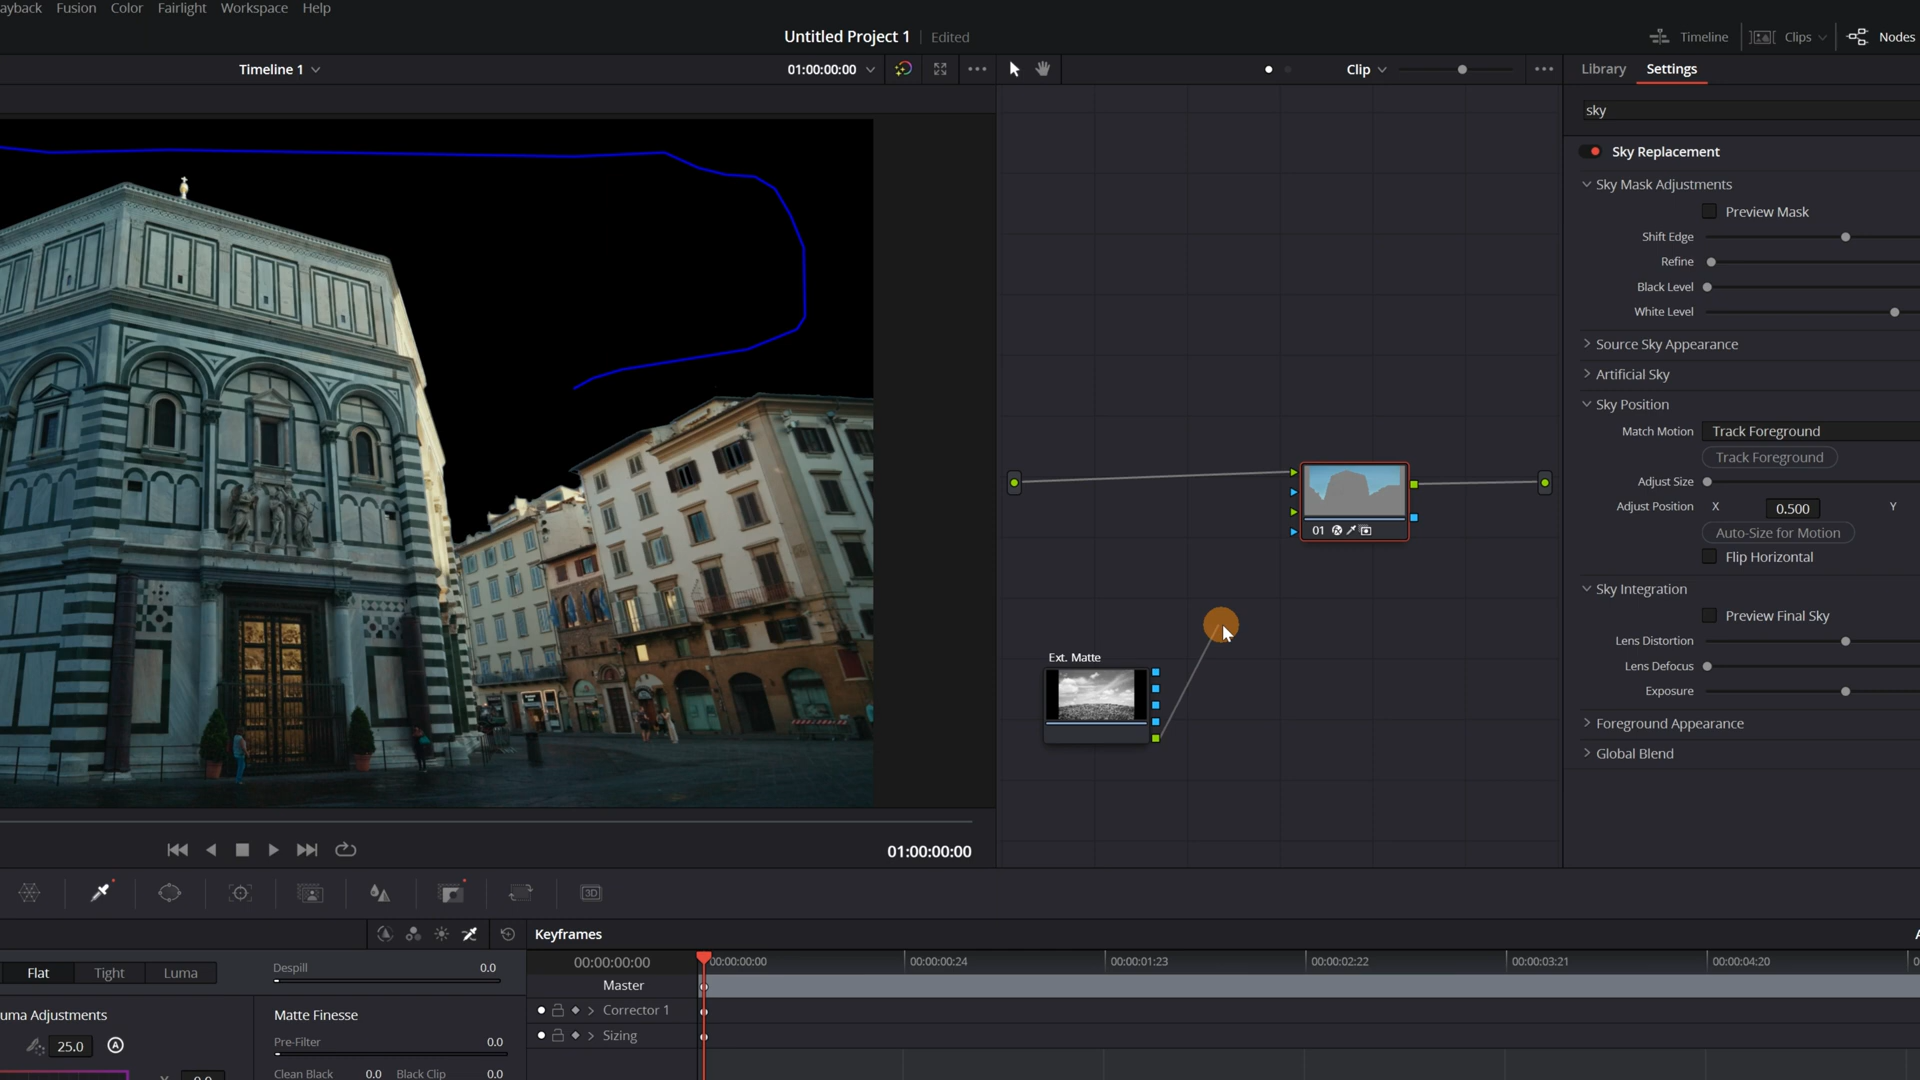 ayback Fusion Color Fairlight Workspace Help
Untitled Project 1 Edited
Timeline Clips Nodes
Timeline 1 01:00:00:00 Clip Library Settings
sky
Sky Replacement
Sky Mask Adjustments
Preview Mask
Shift Edge
Refine
Black Level
White Level
Source Sky Appearance
Artificial Sky
Sky Position
Match Motion Track Foreground
Track Foreground
Adjust Size
Adjust Position X 0.500 Y
Auto-Size for Motion
Flip Horizontal
Sky Integration
Preview Final Sky
Lens Distortion
Lens Defocus
Exposure
Foreground Appearance
Global Blend
01
Ext. Matte
01:00:00:00
3D
Keyframes
Flat Tight Luma
Despill 0.0
uma Adjustments
25.0 A
Matte Finesse
Pre-Filter 0.0
Clean Black 0.0 Black Clip 0.0
00:00:00:00 00:00:00:00 00:00:00:24 00:00:01:23 00:00:02:22 00:00:03:21 00:00:04:20
Master
Corrector 1
Sizing